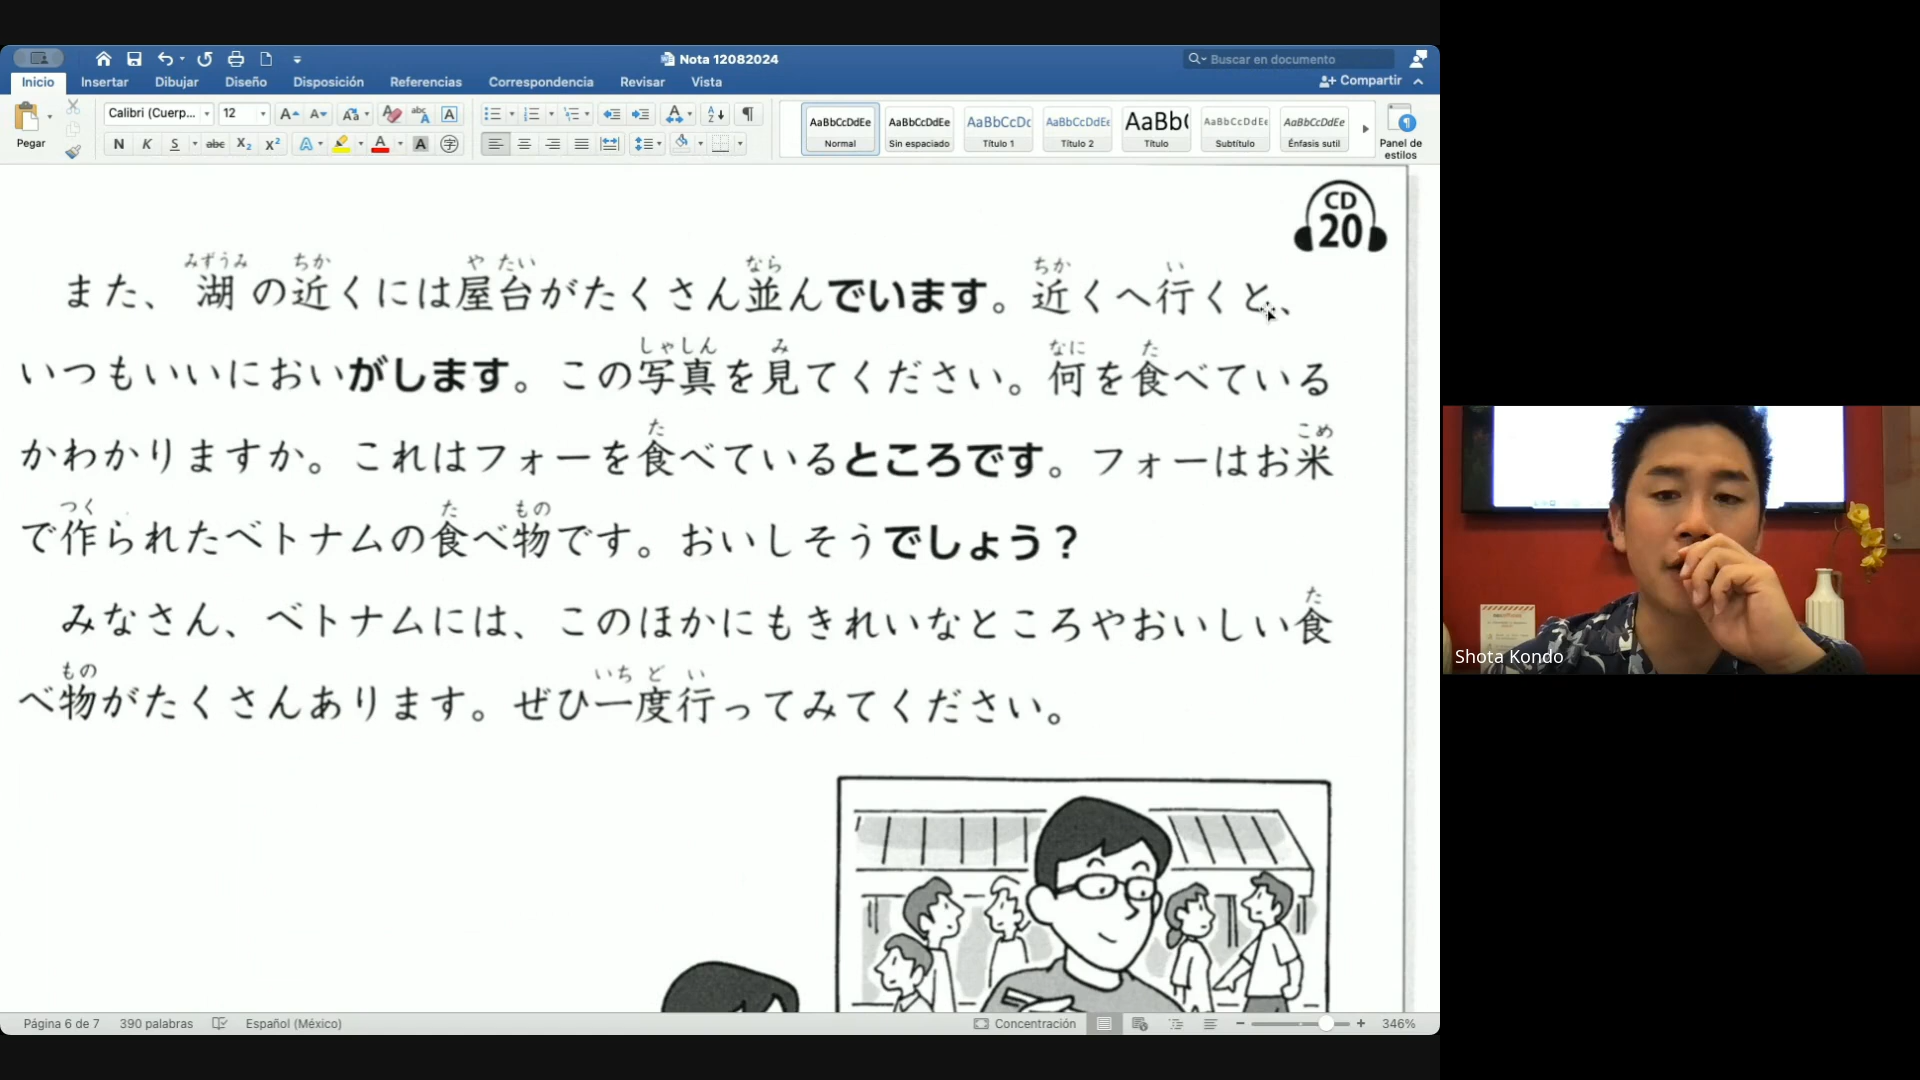 Nota 12082024
Buscar en documento
Inicio Insertar Dibujar Diseño Disposición Referencias Correspondencia Revisar Vista
Compartir
Pegar
Calibri (Cuerp... 12
N K S abc X₂ X²
AaBbCcDdEe AaBbCcDdEe AaBbCcDc AaBbCcDdEe AaBb( AaBbCcDdEe AaBbCcDdEe
Normal Sin espaciado Título 1 Título 2 Título Subtítulo Énfasis sutil
Panel de estilos
CD
20
みずうみ ちか や たい なら ちか い
また、湖の近くには屋台がたくさん並んでいます。近くへ行くと、
しゃしん み なに た
いつもいいにおいがします。この写真を見てください。何を食べている
た こめ
かわかりますか。これはフォーを食べているところです。フォーはお米
つく た もの
で作られたベトナムの食べ物です。おいしそうでしょう？
た
みなさん、ベトナムには、このほかにもきれいなところやおいしい食
もの いち ど い
べ物がたくさんあります。ぜひ一度行ってみてください。
Shota Kondo
Página 6 de 7 390 palabras Español (México) Concentración 346%